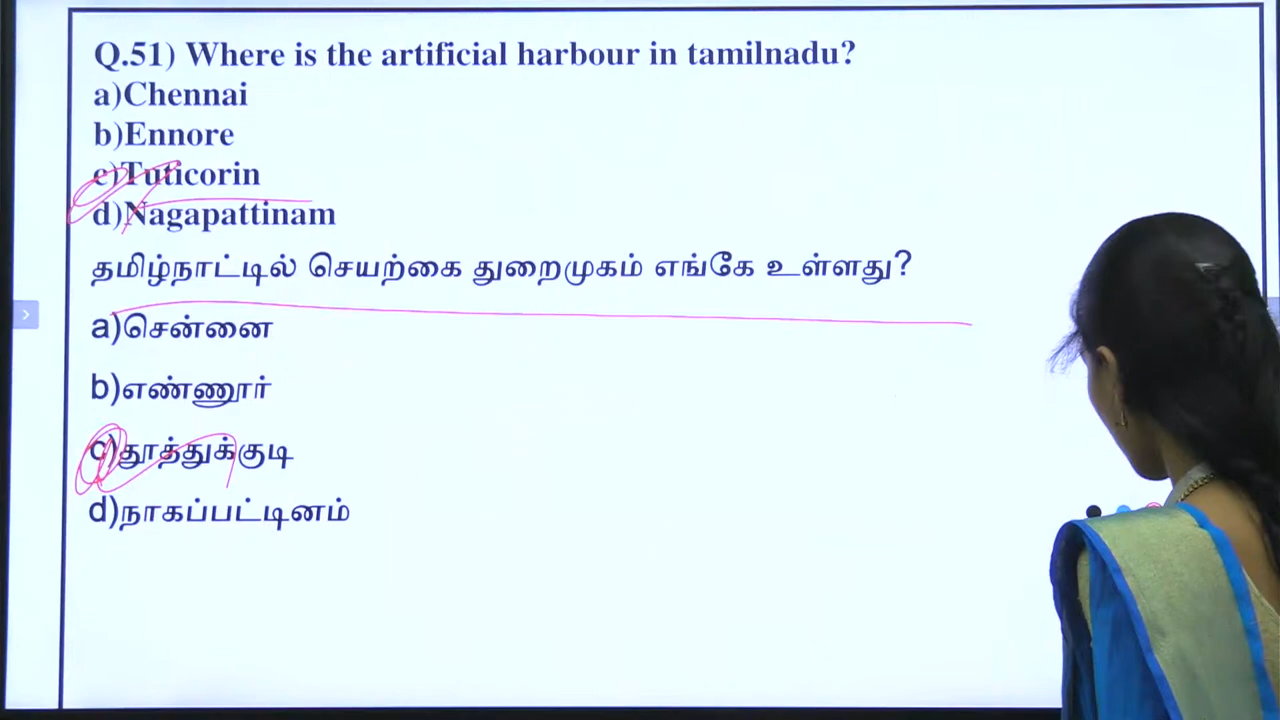 Q.51) Where is the artificial harbour in tamilnadu?
a)Chennai
b)Ennore
c)Tuticorin
d)Nagapattinam
தமிழ்நாட்டில் செயற்கை துறைமுகம் எங்கே உள்ளது?
a)சென்னை
b)எண்ணூர்
c)தூத்துக்குடி
d)நாகப்பட்டினம்